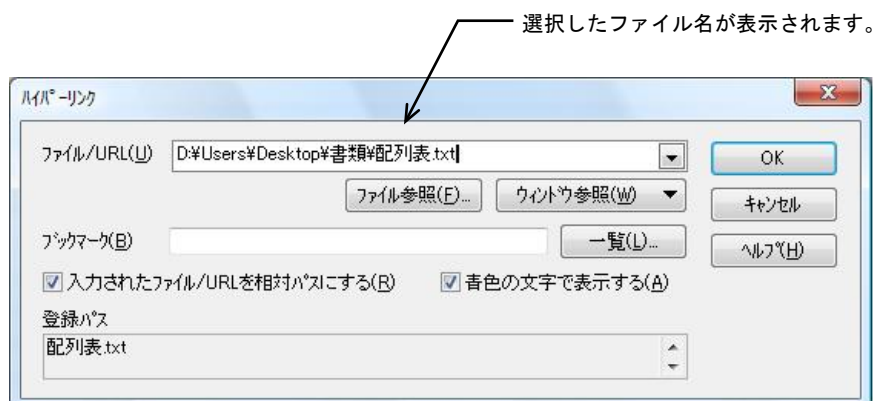 選択したファイル名が表示されます。
ﾊｲﾊﾟｰﾘﾝｸ
ﾌｧｲﾙ/URL(U) D:¥Users¥Desktop¥書類¥配列表.txt OK
ﾌｧｲﾙ参照(F)... ｳｨﾝﾄﾞｳ参照(W) ▼ ｷｬﾝｾﾙ
ﾌﾞｯｸﾏｰｸ(B) 一覧(L)... ﾍﾙﾌﾟ(H)
入力されたﾌｧｲﾙ/URLを相対ﾊﾟｽにする(R) 青色の文字で表示する(A)
登録ﾊﾟｽ
配列表.txt